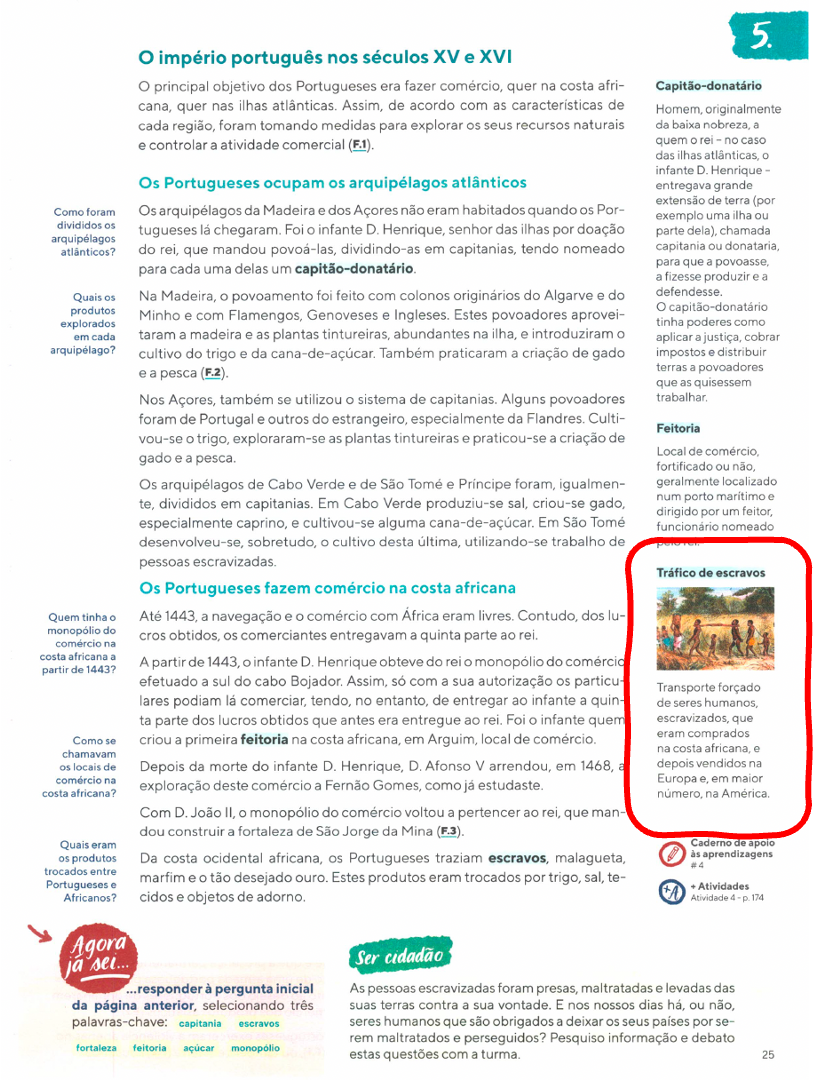 5.
O império português nos séculos XV e XVI
O principal objetivo dos Portugueses era fazer comércio, quer na costa afri-
cana, quer nas ilhas atlânticas. Assim, de acordo com as características de
cada região, foram tomando medidas para explorar os seus recursos naturais
e controlar a atividade comercial (F.1).
Os Portugueses ocupam os arquipélagos atlânticos
Como foram
divididos os
arquipélagos
atlânticos?
Os arquipélagos da Madeira e dos Açores não eram habitados quando os Por-
tugueses lá chegaram. Foi o infante D. Henrique, senhor das ilhas por doação
do rei, que mandou povoá-las, dividindo-as em capitanias, tendo nomeado
para cada uma delas um capitão-donatário.
Quais os
produtos
explorados
em cada
arquipélago?
Na Madeira, o povoamento foi feito com colonos originários do Algarve e do
Minho e com Flamengos, Genoveses e Ingleses. Estes povoadores aprovei-
taram a madeira e as plantas tintureiras, abundantes na ilha, e introduziram o
cultivo do trigo e da cana-de-açúcar. Também praticaram a criação de gado
e a pesca (F.2).
Nos Açores, também se utilizou o sistema de capitanias. Alguns povoadores
foram de Portugal e outros do estrangeiro, especialmente da Flandres. Culti-
vou-se o trigo, exploraram-se as plantas tintureiras e praticou-se a criação de
gado e a pesca.
Os arquipélagos de Cabo Verde e de São Tomé e Príncipe foram, igualmen-
te, divididos em capitanias. Em Cabo Verde produziu-se sal, criou-se gado,
especialmente caprino, e cultivou-se alguma cana-de-açúcar. Em São Tomé
desenvolveu-se, sobretudo, o cultivo desta última, utilizando-se trabalho de
pessoas escravizadas.
Os Portugueses fazem comércio na costa africana
Quem tinha o
monopólio do
comércio na
costa africana a
partir de 1443?
Até 1443, a navegação e o comércio com África eram livres. Contudo, dos lu-
cros obtidos, os comerciantes entregavam a quinta parte ao rei.
A partir de 1443, o infante D. Henrique obteve do rei o monopólio do comércio
efetuado a sul do cabo Bojador. Assim, só com a sua autorização os particu-
lares podiam lá comerciar, tendo, no entanto, de entregar ao infante a quin-
ta parte dos lucros obtidos que antes era entregue ao rei. Foi o infante quem
criou a primeira feitoria na costa africana, em Arguim, local de comércio.
Como se
chamavam
os locais de
comércio na
costa africana?
Depois da morte do infante D. Henrique, D. Afonso V arrendou, em 1468, a
exploração deste comércio a Fernão Gomes, como já estudaste.
Com D. João II, o monopólio do comércio voltou a pertencer ao rei, que man-
dou construir a fortaleza de São Jorge da Mina (F.3).
Quais eram
os produtos
trocados entre
Portugueses e
Africanos?
Da costa ocidental africana, os Portugueses traziam escravos, malagueta,
marfim e o tão desejado ouro. Estes produtos eram trocados por trigo, sal, te-
cidos e objetos de adorno.
Capitão-donatário
Homem, originalmente
da baixa nobreza, a
quem o rei – no caso
das ilhas atlânticas, o
infante D. Henrique –
entregava grande
extensão de terra (por
exemplo uma ilha ou
parte dela), chamada
capitania ou donataria,
para que a povoasse,
a fizesse produzir e a
defendesse.
O capitão-donatário
tinha poderes como
aplicar a justiça, cobrar
impostos e distribuir
terras a povoadores
que as quisessem
trabalhar.
Feitoria
Local de comércio,
fortificado ou não,
geralmente localizado
num porto marítimo e
dirigido por um feitor,
funcionário nomeado
pelo rei.
Tráfico de escravos
Transporte forçado
de seres humanos,
escravizados, que
eram comprados
na costa africana, e
depois vendidos na
Europa e, em maior
número, na América.
Caderno de apoio
às aprendizagens
# 4
+A
+ Atividades
Atividade 4 – p. 174
Agora
já sei...
...responder à pergunta inicial
da página anterior, selecionando três
palavras-chave: capitania escravos
fortaleza feitoria açúcar monopólio
Ser cidadão
As pessoas escravizadas foram presas, maltratadas e levadas das
suas terras contra a sua vontade. E nos nossos dias há, ou não,
seres humanos que são obrigados a deixar os seus países por se-
rem maltratados e perseguidos? Pesquiso informação e debato
estas questões com a turma.
25